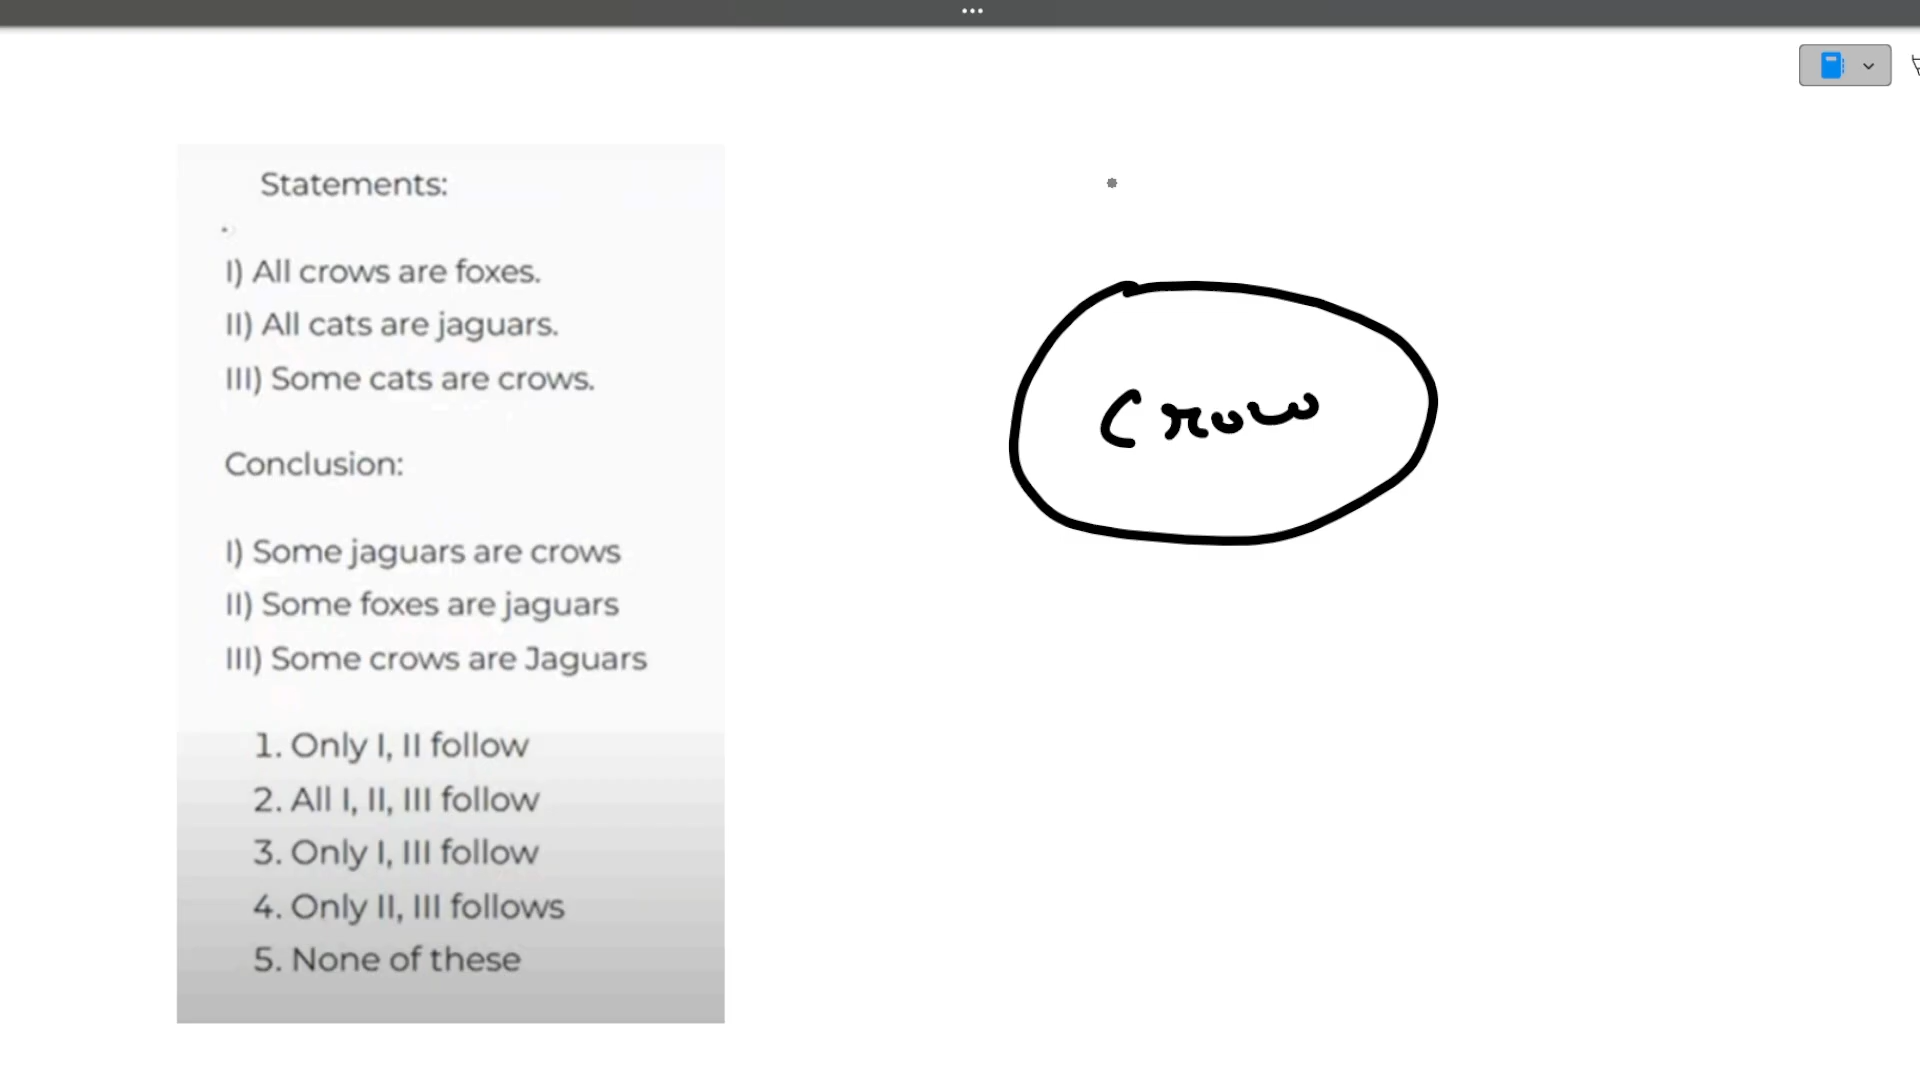 Statements:
I) All crows are foxes.
II) All cats are jaguars.
III) Some cats are crows.
Conclusion:
I) Some jaguars are crows
II) Some foxes are jaguars
III) Some crows are Jaguars
1. Only I, II follow
2. All I, II, III follow
3. Only I, III follow
4. Only II, III follows
5. None of these
Crow